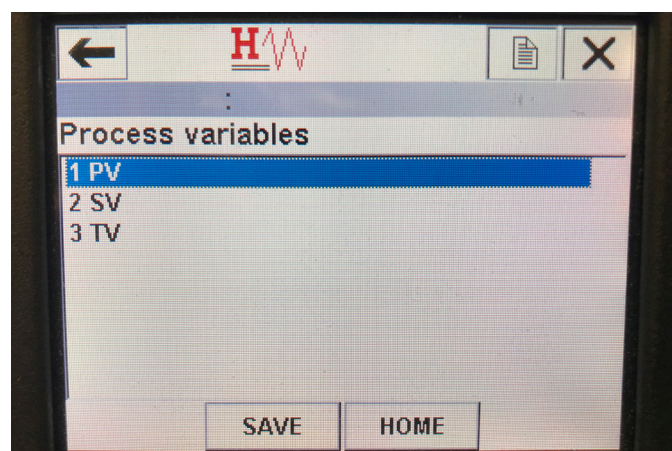 H
:
Process variables
1 PV
2 SV
3 TV
SAVE HOME